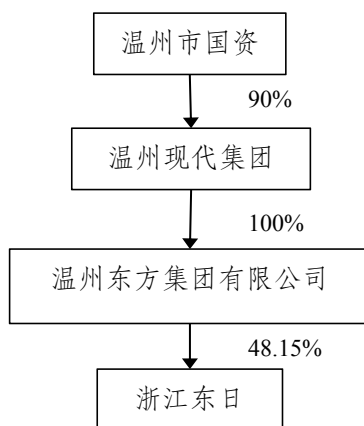 温州市国资
90%
温州现代集团
100%
温州东方集团有限公司
48.15%
浙江东日